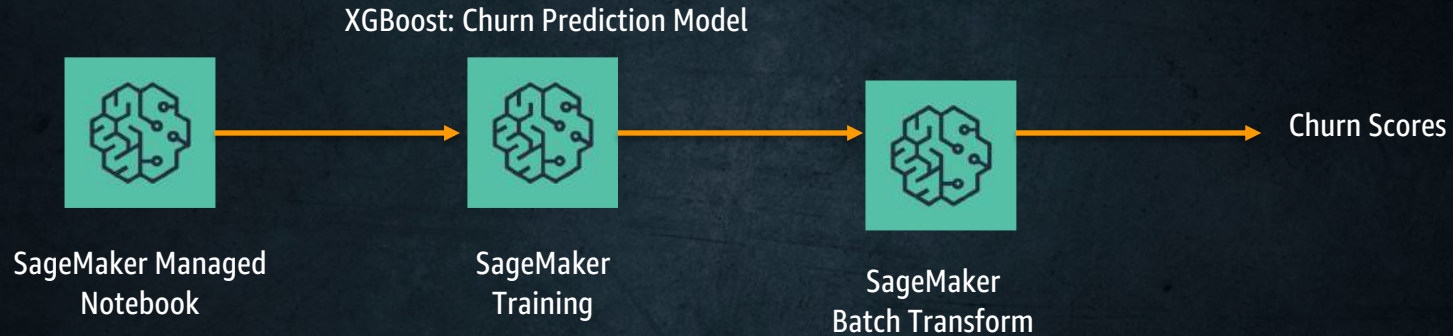 XGBoost: Churn Prediction Model
Churn Scores
SageMaker Managed
Notebook
SageMaker
Training
SageMaker
Batch Transform